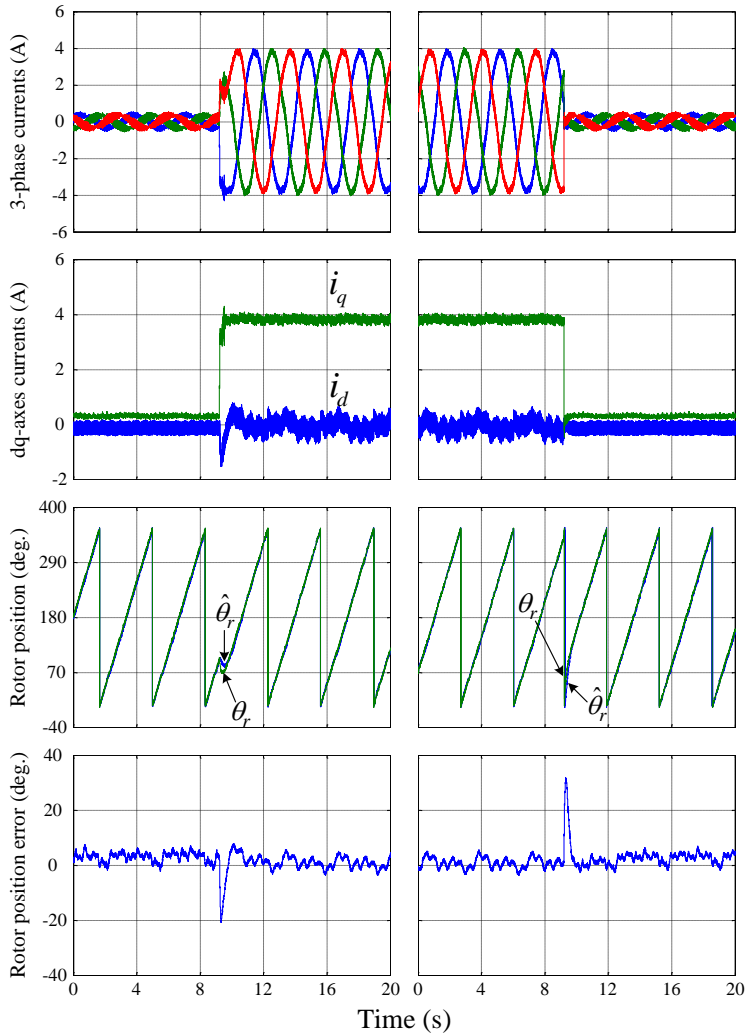 3-phase currents (A)
6
4
2
0
-2
-4
-6
dq-axes currents (A)
6
4
2
0
-2
i_q
i_d
Rotor position (deg.)
400
290
180
70
-40
θ̂_r
θ_r
θ_r
θ̂_r
Rotor position error (deg.)
40
20
0
-20
-40
0 4 8 12 16 20 0 4 8 12 16 20
Time (s)